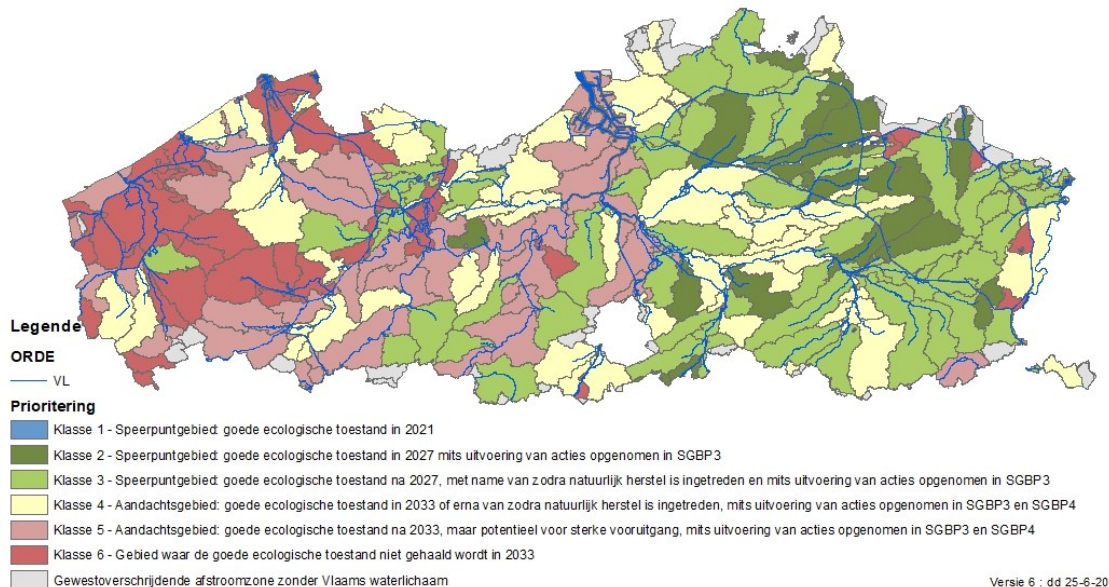 Legende
ORDE
VL
Prioritering
Klasse 1 - Speerpuntgebied: goede ecologische toestand in 2021
Klasse 2 - Speerpuntgebied: goede ecologische toestand in 2027 mits uitvoering van acties opgenomen in SGBP3
Klasse 3 - Speerpuntgebied: goede ecologische toestand na 2027, met name van zodra natuurlijk herstel is ingetreden en mits uitvoering van acties opgenomen in SGBP3
Klasse 4 - Aandachtsgebied: goede ecologische toestand in 2033 of erna van zodra natuurlijk herstel is ingetreden, mits uitvoering van acties opgenomen in SGBP3 en SGBP4
Klasse 5 - Aandachtsgebied: goede ecologische toestand na 2033, maar potentieel voor sterke vooruitgang, mits uitvoering van acties opgenomen in SGBP3 en SGBP4
Klasse 6 - Gebied waar de goede ecologische toestand niet gehaald wordt in 2033
Gewestoverschrijdende afstroomzone zonder Vlaams waterlichaam
Versie 6 : dd 25-6-20